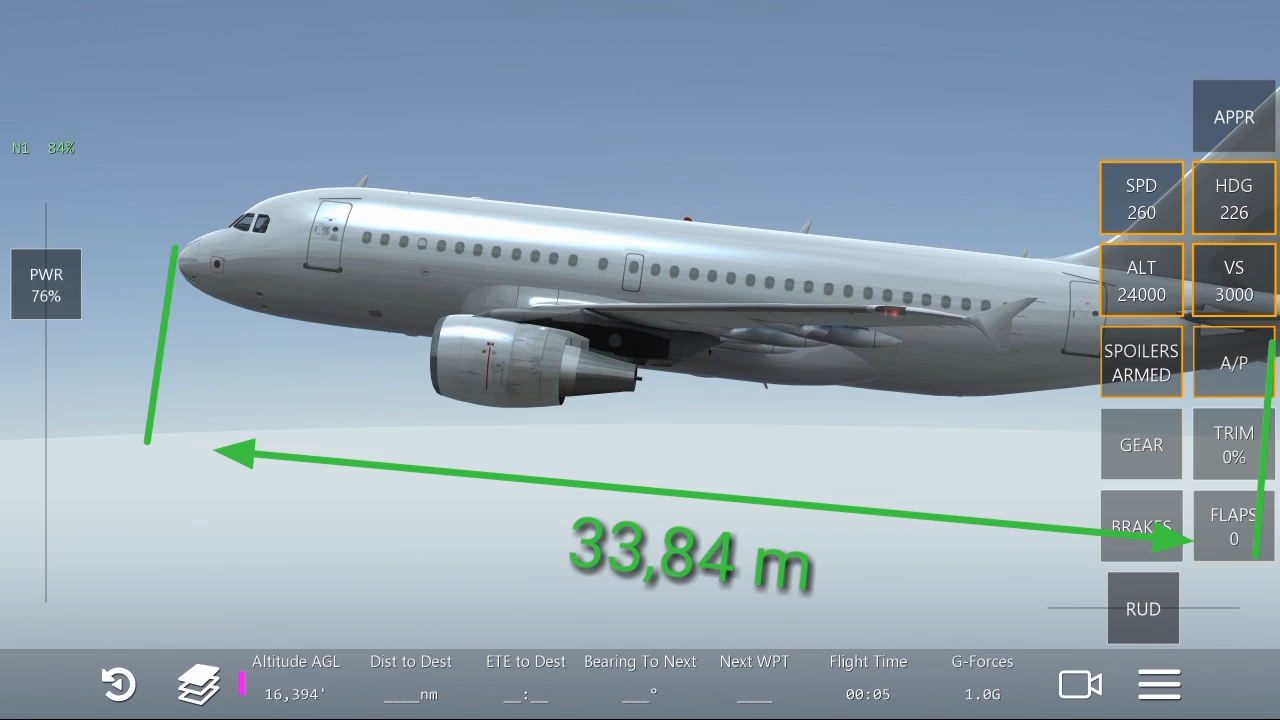 APPR
N1 84%
SPD
260
HDG
226
PWR
76%
ALT
24000
VS
3000
SPOILERS
ARMED
A/P
GEAR
TRIM
0%
BRAKES
FLAPS
0
33,84 m
RUD
Altitude AGL
16,394'
Dist to Dest
____nm
ETE to Dest
__:__
Bearing To Next
___°
Next WPT
____
Flight Time
00:05
G-Forces
1.0G